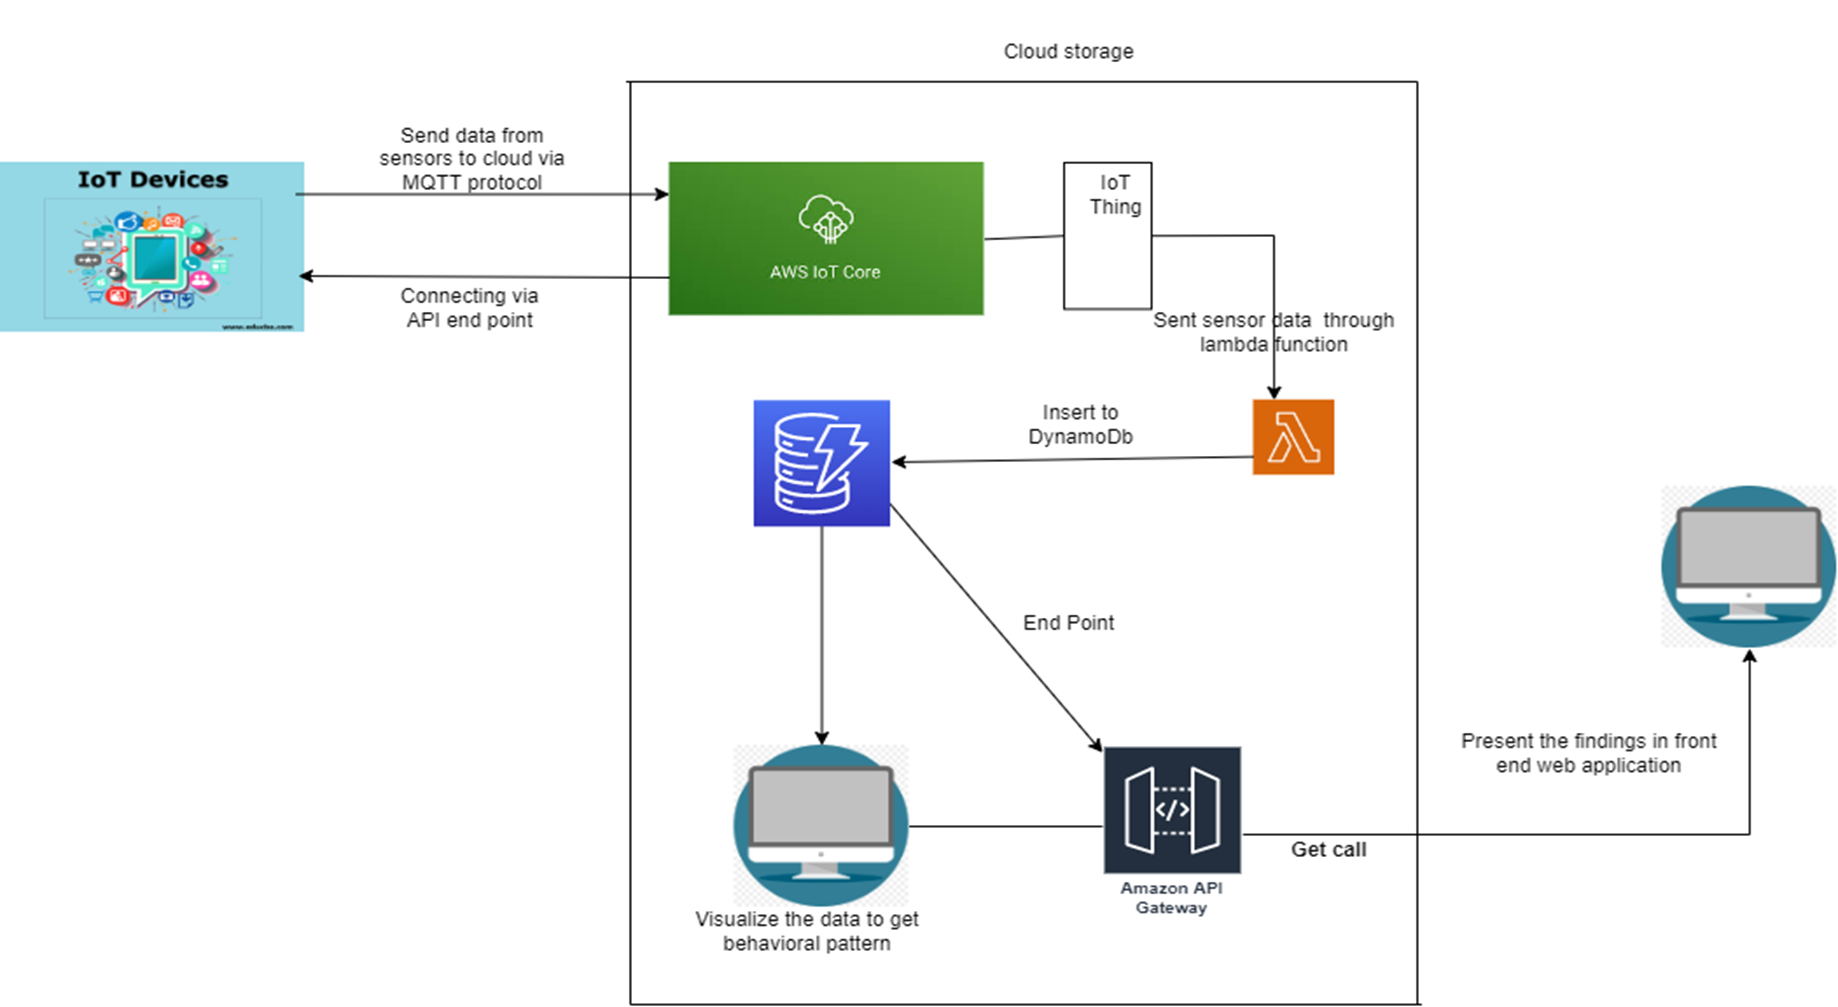 Cloud storage
Send data from
sensors to cloud via
MQTT protocol
IoT Devices
www.educba.com
Connecting via
API end point
AWS IoT Core
IoT
Thing
Sent sensor data  through
lambda function
Insert to
DynamoDb
End Point
Present the findings in front
end web application
</>
Get call
Amazon API
Gateway
Visualize the data to get
behavioral pattern